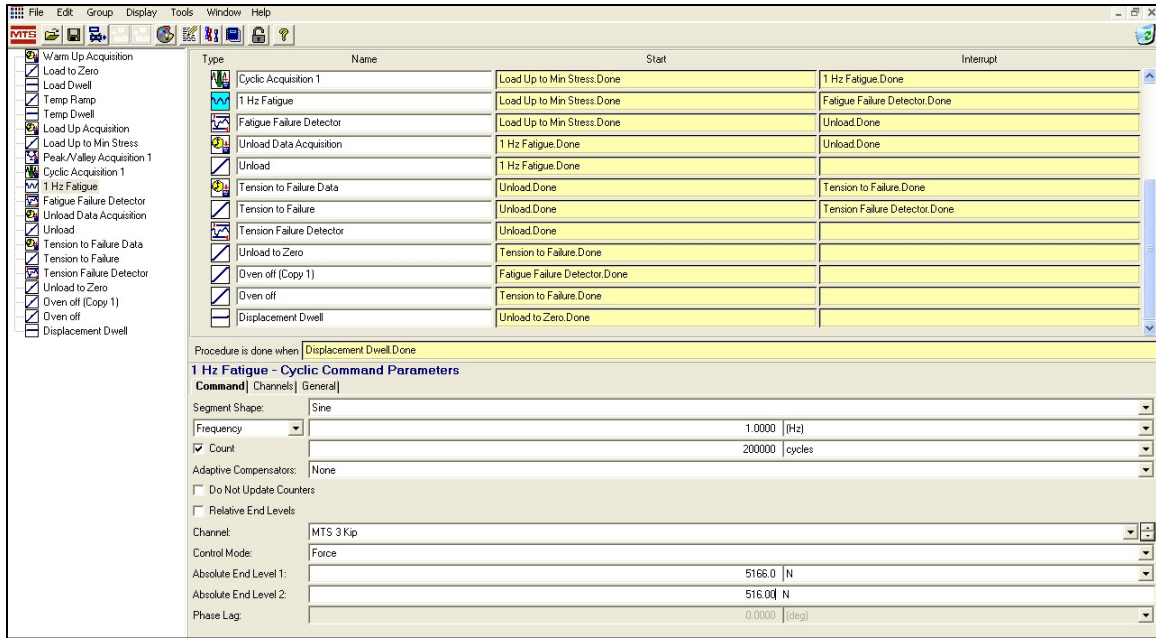 File Edit Group Display Tools Window Help
MTS
Warm Up Acquisition
Load to Zero
Load Dwell
Temp Ramp
Temp Dwell
Load Up Acquisition
Load Up to Min Stress
Peak/Valley Acquisition 1
Cyclic Acquisition 1
1 Hz Fatigue
Fatigue Failure Detector
Unload Data Acquisition
Unload
Tension to Failure Data
Tension to Failure
Tension Failure Detector
Unload to Zero
Oven off (Copy 1)
Oven off
Displacement Dwell
Type Name Start Interrupt
Cyclic Acquisition 1 Load Up to Min Stress.Done 1 Hz Fatigue.Done
1 Hz Fatigue Load Up to Min Stress.Done Fatigue Failure Detector.Done
Fatigue Failure Detector Load Up to Min Stress.Done Unload.Done
Unload Data Acquisition 1 Hz Fatigue.Done Unload.Done
Unload 1 Hz Fatigue.Done
Tension to Failure Data Unload.Done Tension to Failure.Done
Tension to Failure Unload.Done Tension Failure Detector.Done
Tension Failure Detector Unload.Done
Unload to Zero Tension to Failure.Done
Oven off (Copy 1) Fatigue Failure Detector.Done
Oven off Tension to Failure.Done
Displacement Dwell Unload to Zero.Done
Procedure is done when Displacement Dwell.Done
1 Hz Fatigue - Cyclic Command Parameters
Command Channels General
Segment Shape: Sine
Frequency 1.0000 (Hz)
Count 200000 cycles
Adaptive Compensators: None
Do Not Update Counters
Relative End Levels
Channel: MTS 3 Kip
Control Mode: Force
Absolute End Level 1: 5166.0 N
Absolute End Level 2: 516.00 N
Phase Lag: 0.0000 (deg)